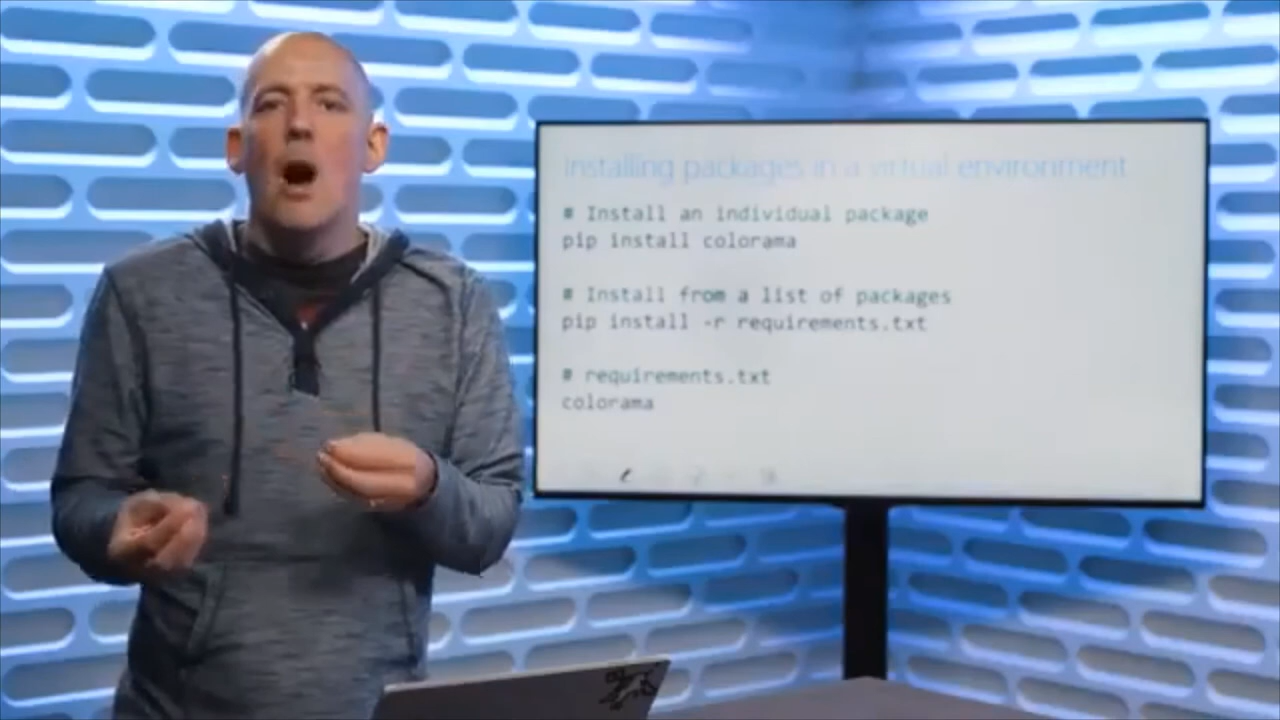 Installing packages in a virtual environment
# Install an individual package
pip install colorama
# Install from a list of packages
pip install -r requirements.txt
# requirements.txt
colorama